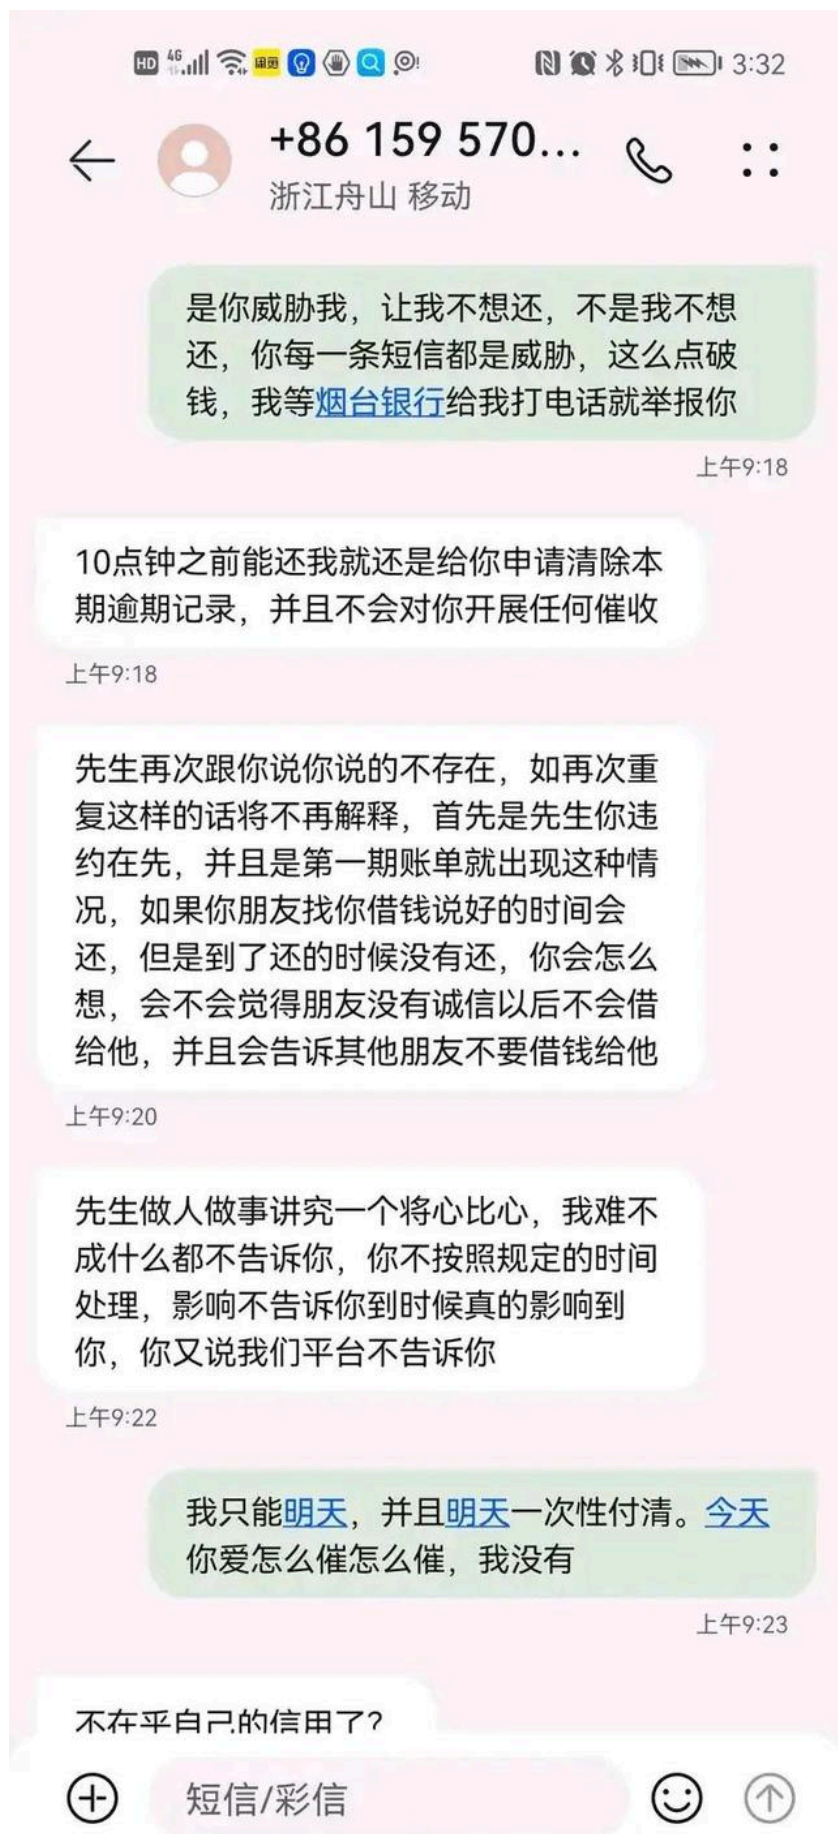 HD 4G 3:32
+86 159 570...
浙江舟山 移动
是你威胁我，让我不想还，不是我不想
还，你每一条短信都是威胁，这么点破
钱，我等烟台银行给我打电话就举报你
上午9:18
10点钟之前能还我就还是给你申请清除本
期逾期记录，并且不会对你开展任何催收
上午9:18
先生再次跟你说你说的不存在，如再次重
复这样的话将不再解释，首先是先生你违
约在先，并且是第一期账单就出现这种情
况，如果你朋友找你借钱说好的时间会
还，但是到了还的时候没有还，你会怎么
想，会不会觉得朋友没有诚信以后不会借
给他，并且会告诉其他朋友不要借钱给他
上午9:20
先生做人做事讲究一个将心比心，我难不
成什么都不告诉你，你不按照规定的时间
处理，影响不告诉你到时候真的影响到
你，你又说我们平台不告诉你
上午9:22
我只能明天，并且明天一次性付清。今天
你爱怎么催怎么催，我没有
上午9:23
不在乎自己的信用了？
短信/彩信